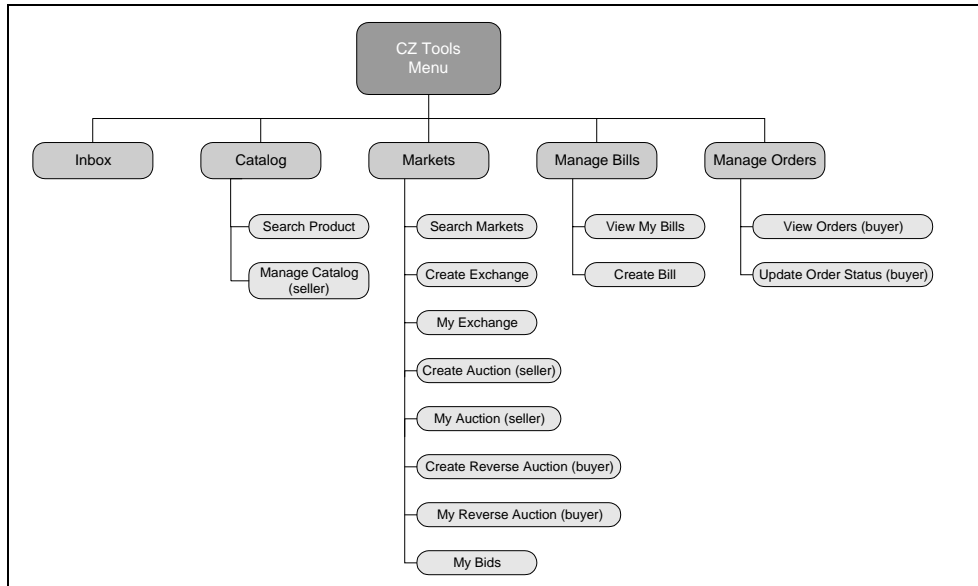 CZ Tools
Menu
Inbox
Catalog
Markets
Manage Bills
Manage Orders
Search Product
Manage Catalog
(seller)
Search Markets
Create Exchange
My Exchange
Create Auction (seller)
My Auction (seller)
Create Reverse Auction (buyer)
My Reverse Auction (buyer)
My Bids
View My Bills
Create Bill
View Orders (buyer)
Update Order Status (buyer)